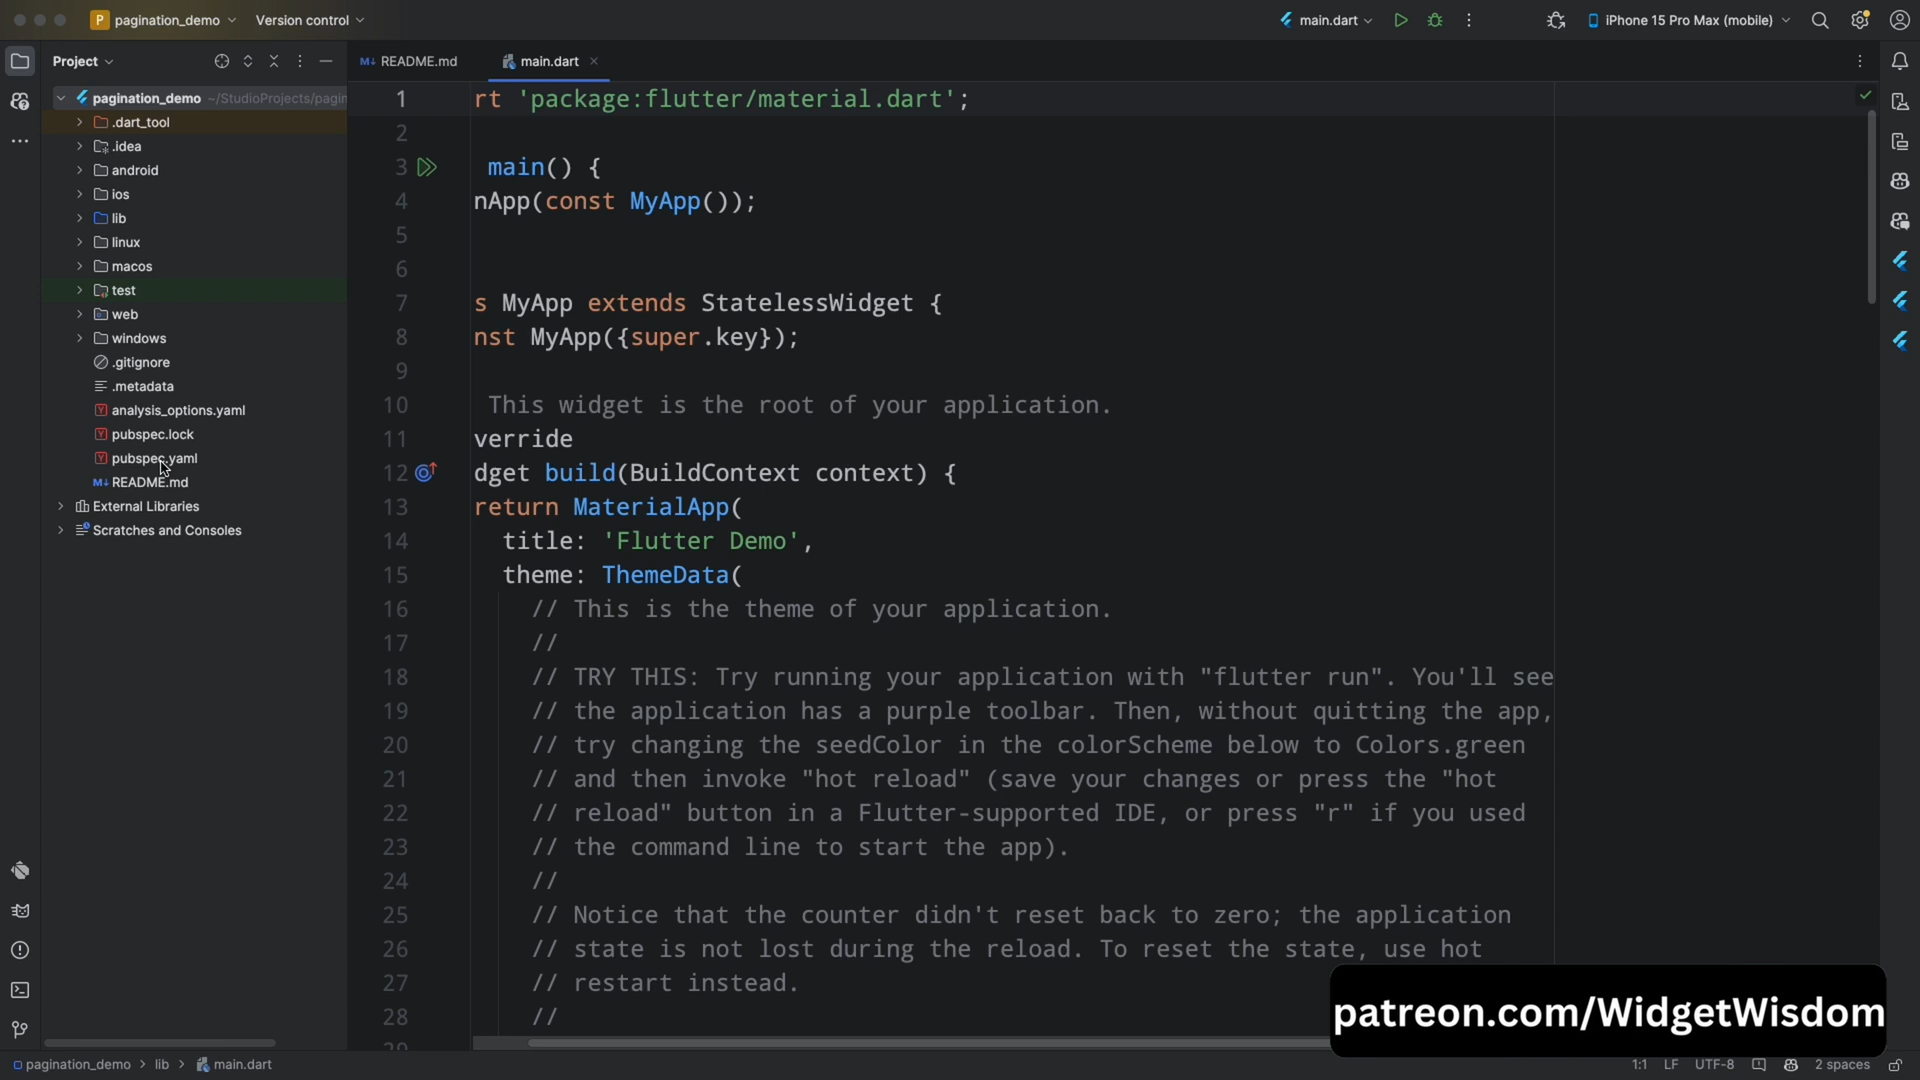 P pagination_demo Version control main.dart iPhone 15 Pro Max (mobile)
Project
M↓ README.md main.dart
pagination_demo ~/StudioProjects/pagin
.dart_tool
.idea
android
ios
lib
linux
macos
test
web
windows
.gitignore
.metadata
Y analysis_options.yaml
Y pubspec.lock
Y pubspec.yaml
M↓ README.md
External Libraries
Scratches and Consoles
1 rt 'package:flutter/material.dart';
2
3 main() {
4 nApp(const MyApp());
5
6
7 s MyApp extends StatelessWidget {
8 nst MyApp({super.key});
9
10 This widget is the root of your application.
11 verride
12 dget build(BuildContext context) {
13 return MaterialApp(
14 title: 'Flutter Demo',
15 theme: ThemeData(
16 // This is the theme of your application.
17 //
18 // TRY THIS: Try running your application with "flutter run". You'll see
19 // the application has a purple toolbar. Then, without quitting the app,
20 // try changing the seedColor in the colorScheme below to Colors.green
21 // and then invoke "hot reload" (save your changes or press the "hot
22 // reload" button in a Flutter-supported IDE, or press "r" if you used
23 // the command line to start the app).
24 //
25 // Notice that the counter didn't reset back to zero; the application
26 // state is not lost during the reload. To reset the state, use hot
27 // restart instead.
28 //
29
patreon.com/WidgetWisdom
pagination_demo > lib > main.dart 1:1 LF UTF-8 2 spaces